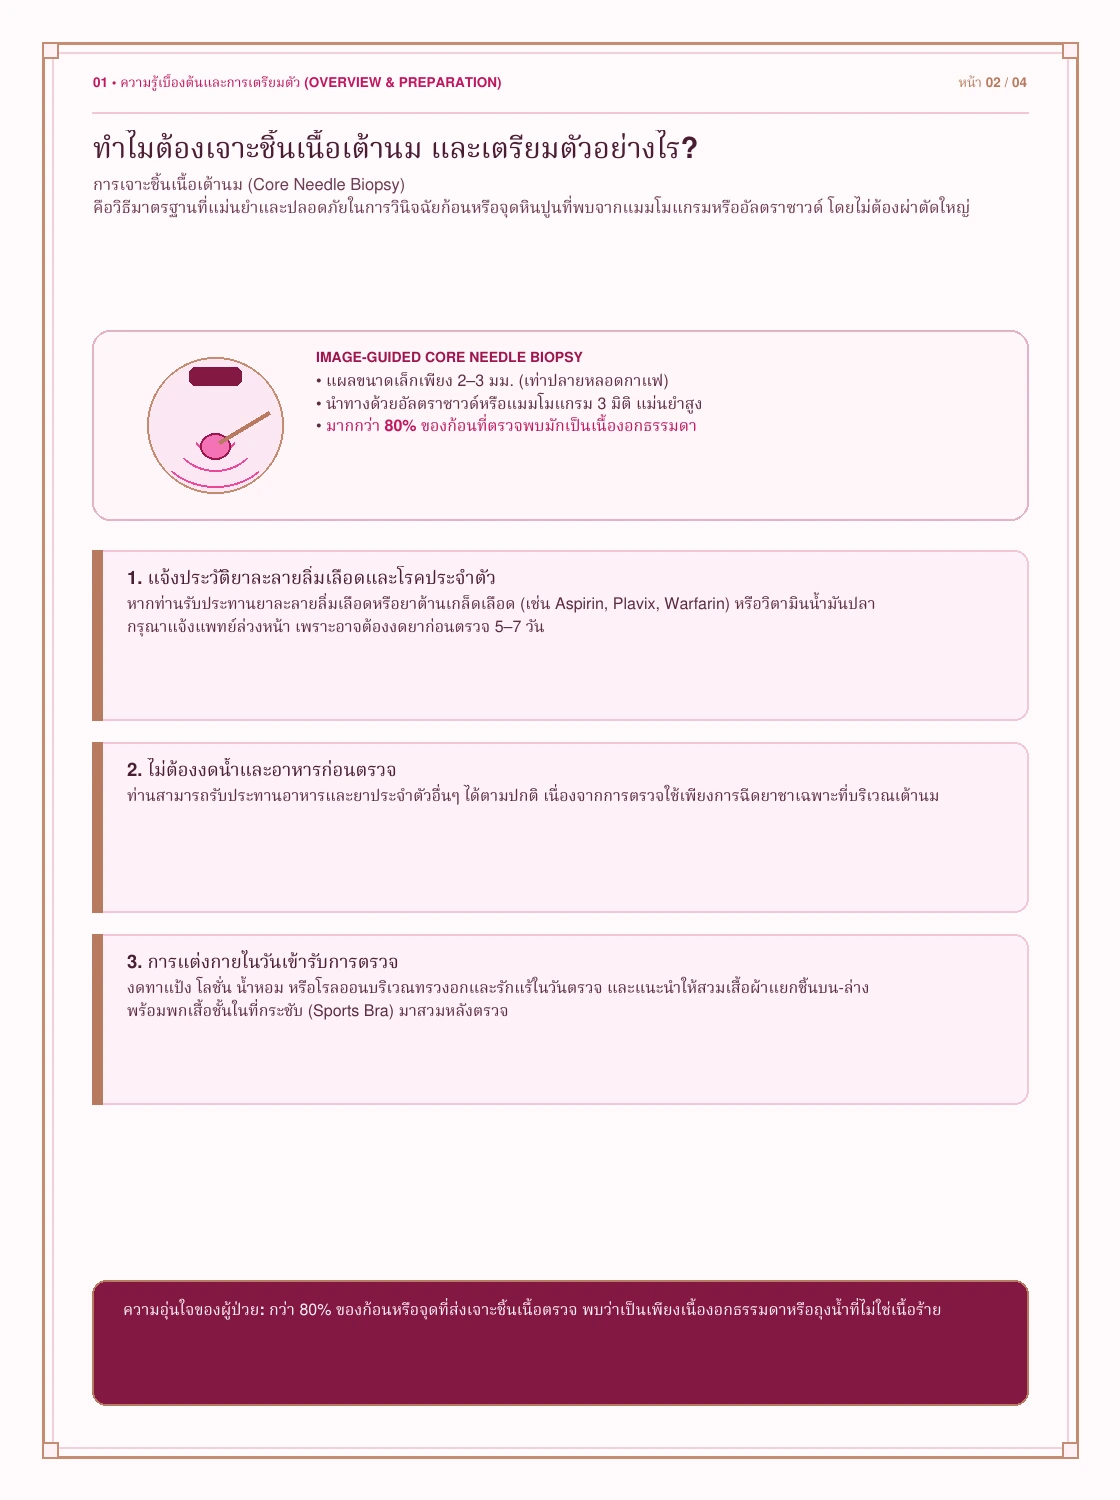 01 • ความรู้เบื้องต้นและการเตรียมตัว (OVERVIEW & PREPARATION)
หน้า 02 / 04
ทำไมต้องเจาะชิ้นเนื้อเต้านม และเตรียมตัวอย่างไร?
การเจาะชิ้นเนื้อเต้านม (Core Needle Biopsy)
คือวิธีมาตรฐานที่แม่นยำและปลอดภัยในการวินิจฉัยก้อนหรือจุดหินปูนที่พบจากแมมโมแกรมหรืออัลตราซาวด์ โดยไม่ต้องผ่าตัดใหญ่
IMAGE-GUIDED CORE NEEDLE BIOPSY
• แผลขนาดเล็กเพียง 2–3 มม. (เท่าปลายหลอดกาแฟ)
• นำทางด้วยอัลตราซาวด์หรือแมมโมแกรม 3 มิติ แม่นยำสูง
• มากกว่า 80% ของก้อนที่ตรวจพบมักเป็นเนื้องอกธรรมดา
1. แจ้งประวัติยาละลายลิ่มเลือดและโรคประจำตัว
หากท่านรับประทานยาละลายลิ่มเลือดหรือยาต้านเกล็ดเลือด (เช่น Aspirin, Plavix, Warfarin) หรือวิตามินน้ำมันปลา
กรุณาแจ้งแพทย์ล่วงหน้า เพราะอาจต้องงดยาก่อนตรวจ 5–7 วัน
2. ไม่ต้องงดน้ำและอาหารก่อนตรวจ
ท่านสามารถรับประทานอาหารและยาประจำตัวอื่นๆ ได้ตามปกติ เนื่องจากการตรวจใช้เพียงการฉีดยาชาเฉพาะที่บริเวณเต้านม
3. การแต่งกายในวันเข้ารับการตรวจ
งดทาแป้ง โลชั่น น้ำหอม หรือโรลออนบริเวณทรวงอกและรักแร้ในวันตรวจ และแนะนำให้สวมเสื้อผ้าแยกชิ้นบน-ล่าง
พร้อมพกเสื้อชั้นในที่กระชับ (Sports Bra) มาสวมหลังตรวจ
ความอุ่นใจของผู้ป่วย: กว่า 80% ของก้อนหรือจุดที่ส่งเจาะชิ้นเนื้อตรวจ พบว่าเป็นเพียงเนื้องอกธรรมดาหรือถุงน้ำที่ไม่ใช่เนื้อร้าย